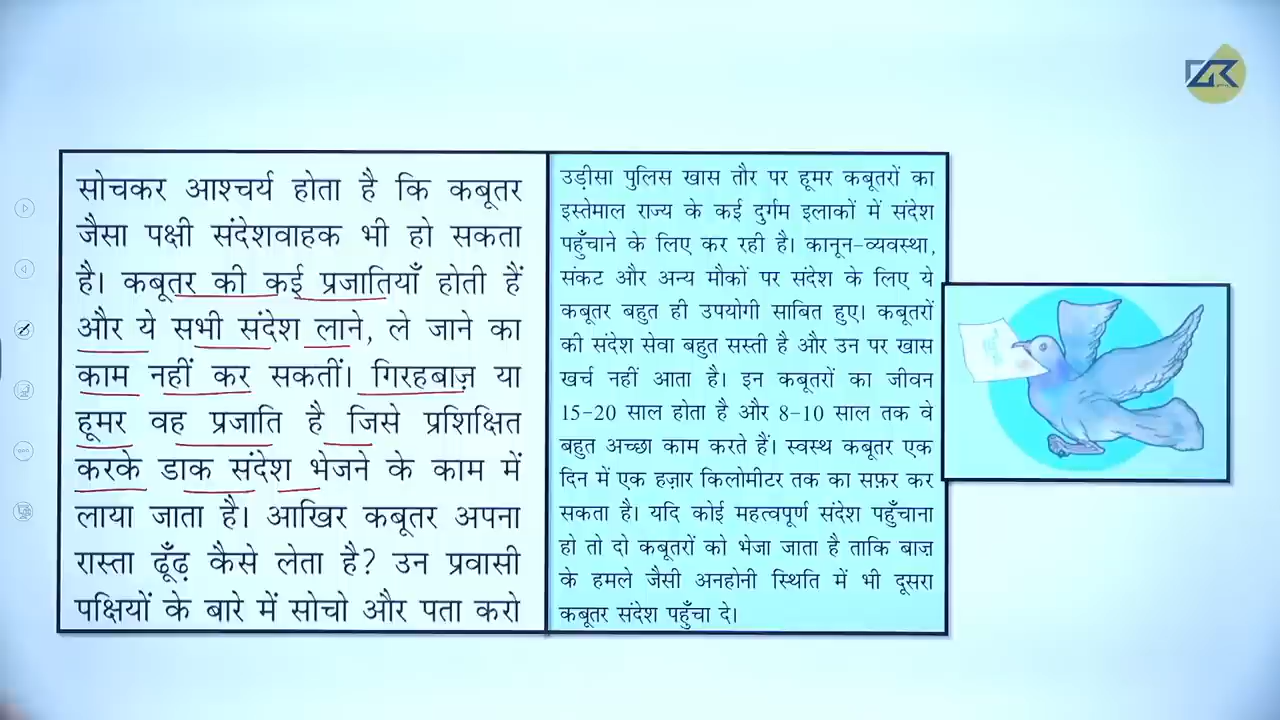 सोचकर आश्चर्य होता है कि कबूतर
जैसा पक्षी संदेशवाहक भी हो सकता
है। कबूतर की कई प्रजातियाँ होती हैं
और ये सभी संदेश लाने, ले जाने का
काम नहीं कर सकतीं। गिरहबाज़ या
हूमर वह प्रजाति है जिसे प्रशिक्षित
करके डाक संदेश भेजने के काम में
लाया जाता है। आखिर कबूतर अपना
रास्ता ढूँढ़ कैसे लेता है? उन प्रवासी
पक्षियों के बारे में सोचो और पता करो
उड़ीसा पुलिस खास तौर पर हूमर कबूतरों का
इस्तेमाल राज्य के कई दुर्गम इलाकों में संदेश
पहुँचाने के लिए कर रही है। कानून-व्यवस्था,
संकट और अन्य मौकों पर संदेश के लिए ये
कबूतर बहुत ही उपयोगी साबित हुए। कबूतरों
की संदेश सेवा बहुत सस्ती है और उन पर खास
खर्च नहीं आता है। इन कबूतरों का जीवन
15-20 साल होता है और 8-10 साल तक वे
बहुत अच्छा काम करते हैं। स्वस्थ कबूतर एक
दिन में एक हज़ार किलोमीटर तक का सफ़र कर
सकता है। यदि कोई महत्वपूर्ण संदेश पहुँचाना
हो तो दो कबूतरों को भेजा जाता है ताकि बाज़
के हमले जैसी अनहोनी स्थिति में भी दूसरा
कबूतर संदेश पहुँचा दे।